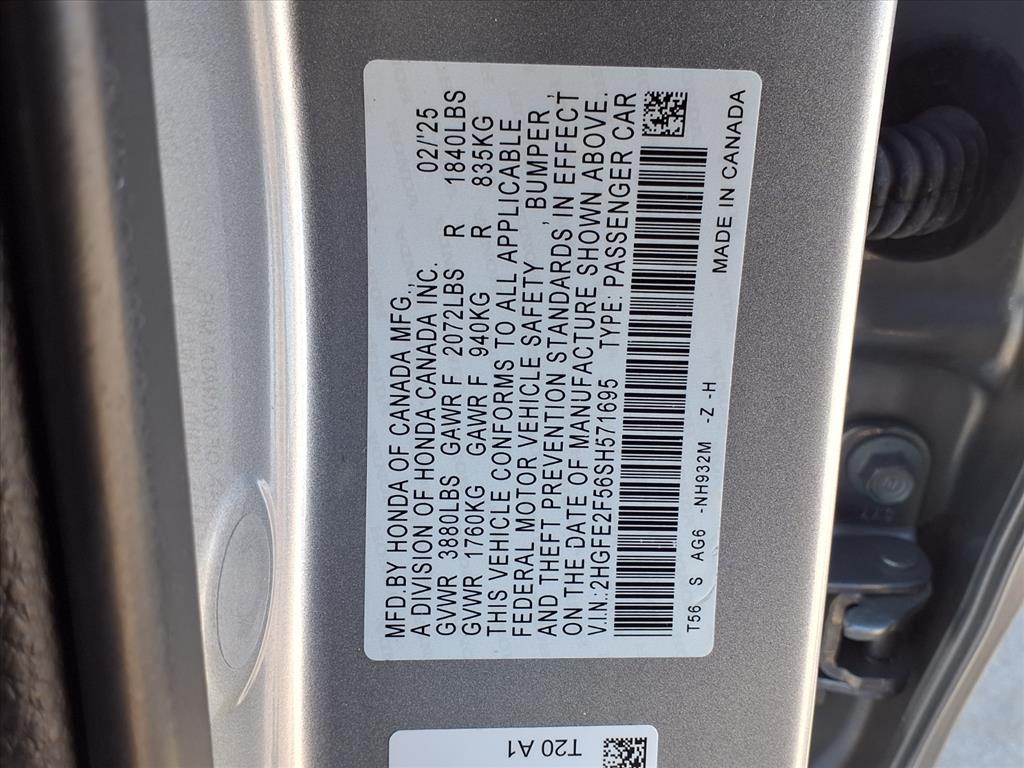 MFD.BY HONDA OF CANADA MFG.,
A DIVISION OF HONDA CANADA INC. 02/25
GVWR 3880LBS GAWR F 2072LBS R 1840LBS
GVWR 1760KG GAWR F 940KG R 835KG
THIS VEHICLE CONFORMS TO ALL APPLICABLE
FEDERAL MOTOR VEHICLE SAFETY , BUMPER ,
AND THEFT PREVENTION STANDARDS IN EFFECT
ON THE DATE OF MANUFACTURE SHOWN ABOVE.
V.I.N.:2HGFE2F56SH571695 TYPE: PASSENGER CAR
T56 S AG6 -NH932M -Z -H
MADE IN CANADA
T20 A1